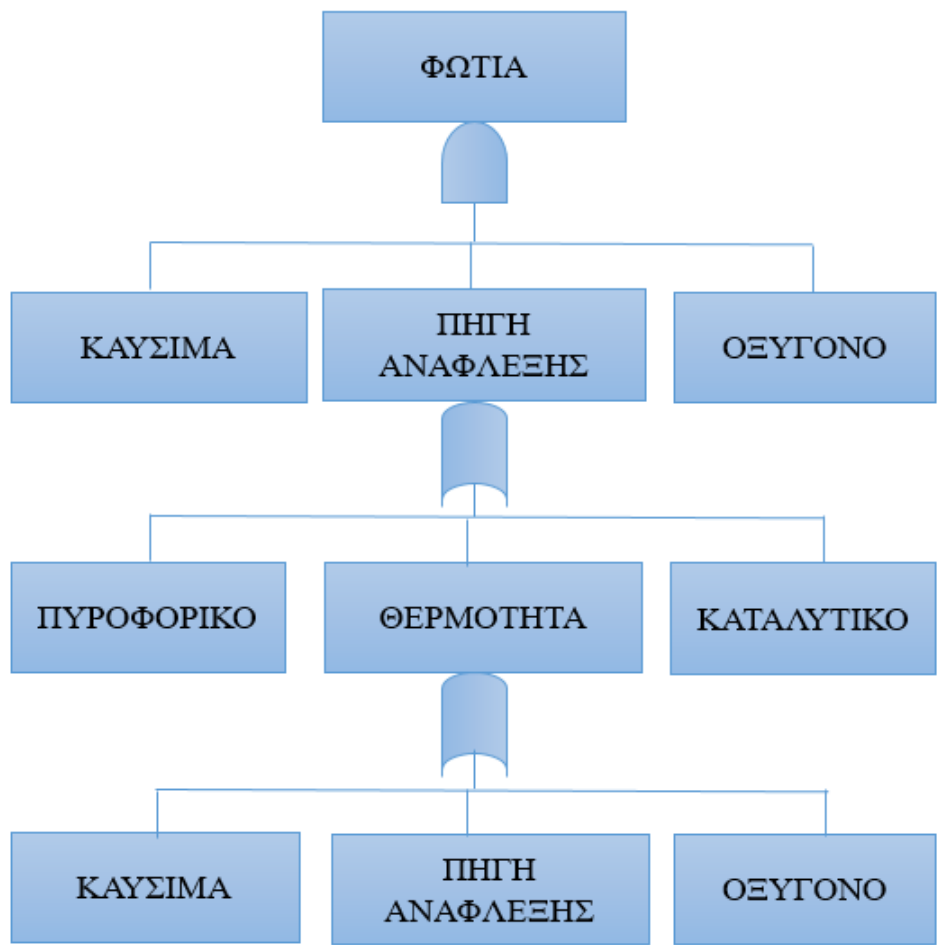 ΦΩΤΙΑ
ΚΑΥΣΙΜΑ
ΠΗΓΗ
ΑΝΑΦΛΕΞΗΣ
ΟΞΥΓΟΝΟ
ΠΥΡΟΦΟΡΙΚΟ
ΘΕΡΜΟΤΗΤΑ
ΚΑΤΑΛΥΤΙΚΟ
ΚΑΥΣΙΜΑ
ΠΗΓΗ
ΑΝΑΦΛΕΞΗΣ
ΟΞΥΓΟΝΟ